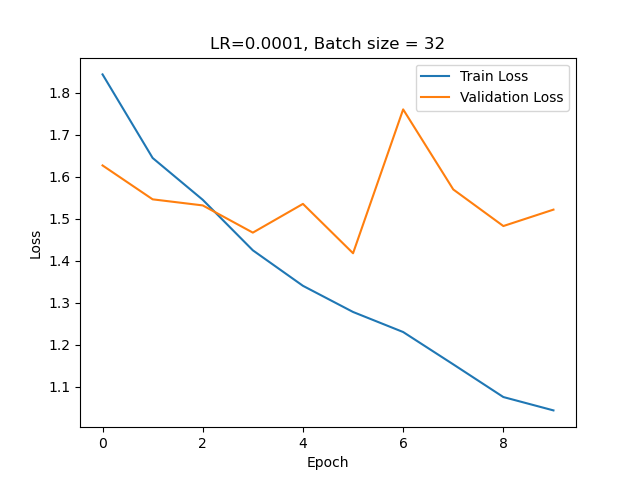 LR=0.0001, Batch size = 32
Train Loss
Validation Loss
1.8
1.7
1.6
1.5
1.4
1.3
1.2
1.1
Loss
0
2
4
6
8
Epoch